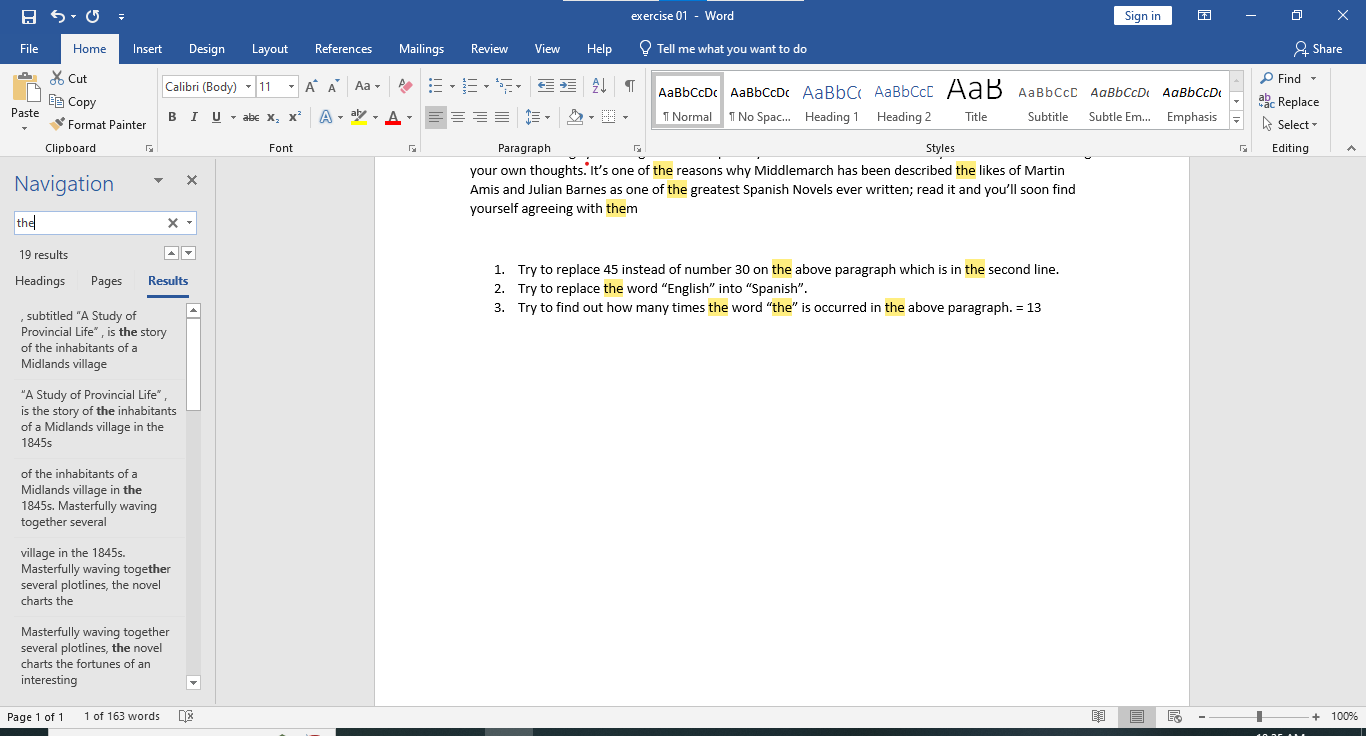 exercise 01 - Word
Sign in
File Home Insert Design Layout References Mailings Review View Help Tell me what you want to do Share
Paste
Cut
Copy
Format Painter
Clipboard
Calibri (Body) 11 A A Aa
B I U abc x₂ x² A aby A
Font
Paragraph
AaBbCcDc AaBbCcDc AaBbCc AaBbCcD AaB AaBbCcD AaBbCcDc AaBbCcDc
¶ Normal ¶ No Spac... Heading 1 Heading 2 Title Subtitle Subtle Em... Emphasis
Styles
Find
Replace
Select
Editing
Navigation
the
19 results
Headings Pages Results
, subtitled “A Study of
Provincial Life” , is the story
of the inhabitants of a
Midlands village
“A Study of Provincial Life” ,
is the story of the inhabitants
of a Midlands village in the
1845s
of the inhabitants of a
Midlands village in the
1845s. Masterfully waving
together several
village in the 1845s.
Masterfully waving together
several plotlines, the novel
charts the
Masterfully waving together
several plotlines, the novel
charts the fortunes of an
interesting
your own thoughts. It’s one of the reasons why Middlemarch has been described the likes of Martin
Amis and Julian Barnes as one of the greatest Spanish Novels ever written; read it and you’ll soon find
yourself agreeing with them
1. Try to replace 45 instead of number 30 on the above paragraph which is in the second line.
2. Try to replace the word “English” into “Spanish”.
3. Try to find out how many times the word “the” is occurred in the above paragraph. = 13
Page 1 of 1 1 of 163 words
100%